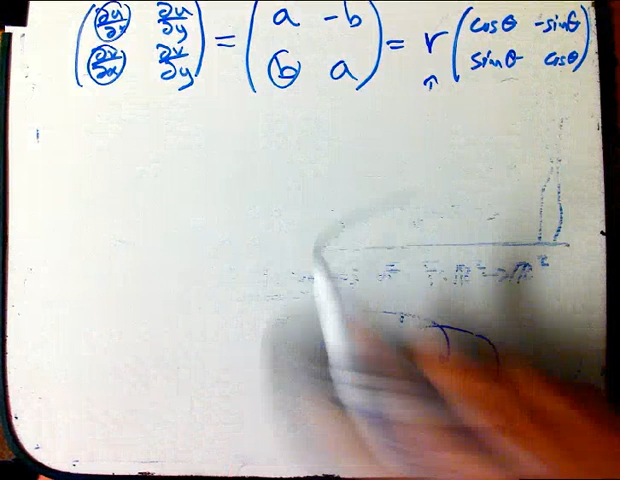 ( ∂u/∂x ∂u/∂y ) = ( a -b ) = r ( cosθ -sinθ )
( ∂v/∂x ∂v/∂y ) ( b a ) ( sinθ cosθ )